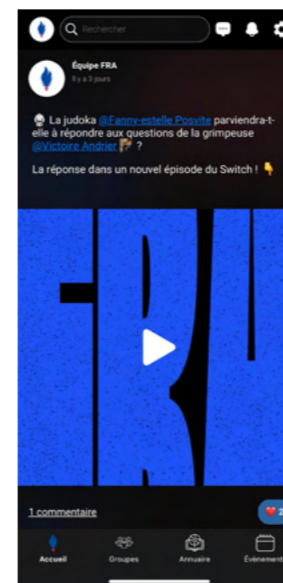 Rechercher
Équipe FRA
Il y a 3 jours
La judoka @Fanny-estelle Posvite parviendra-t-
elle à répondre aux questions de la grimpeuse
@Victoire Andrier ?
La réponse dans un nouvel épisode du Switch !
FRA
1 commentaire
2
Accueil
Groupes
Annuaire
Évènement